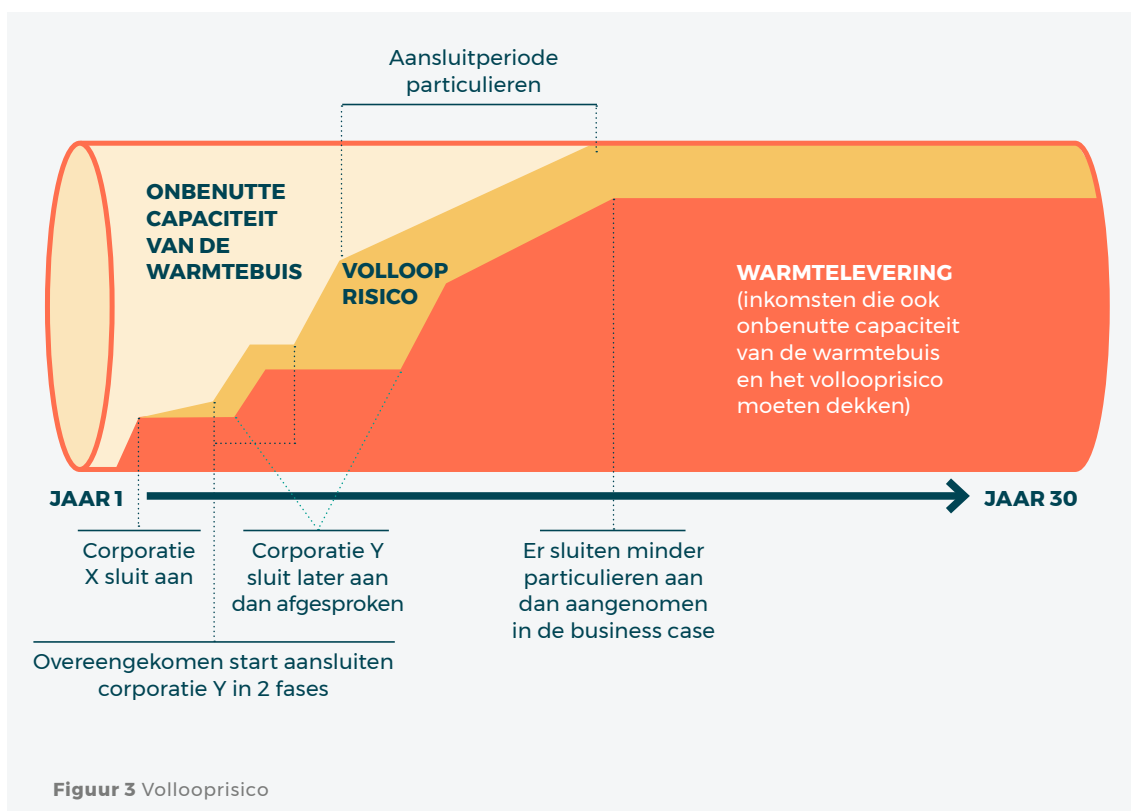 Aansluitperiode
particulieren
ONBENUTTE
CAPACITEIT
VAN DE
WARMTEBUIS
VOLLOOP
RISICO
WARMTELEVERING
(inkomsten die ook
onbenutte capaciteit
van de warmtebuis
en het vollooprisico
moeten dekken)
JAAR 1
JAAR 30
Corporatie
X sluit aan
Corporatie Y
sluit later aan
dan afgesproken
Er sluiten minder
particulieren aan
dan aangenomen
in de business case
Overeengekomen start aansluiten
corporatie Y in 2 fases
Figuur 3 Vollooprisico